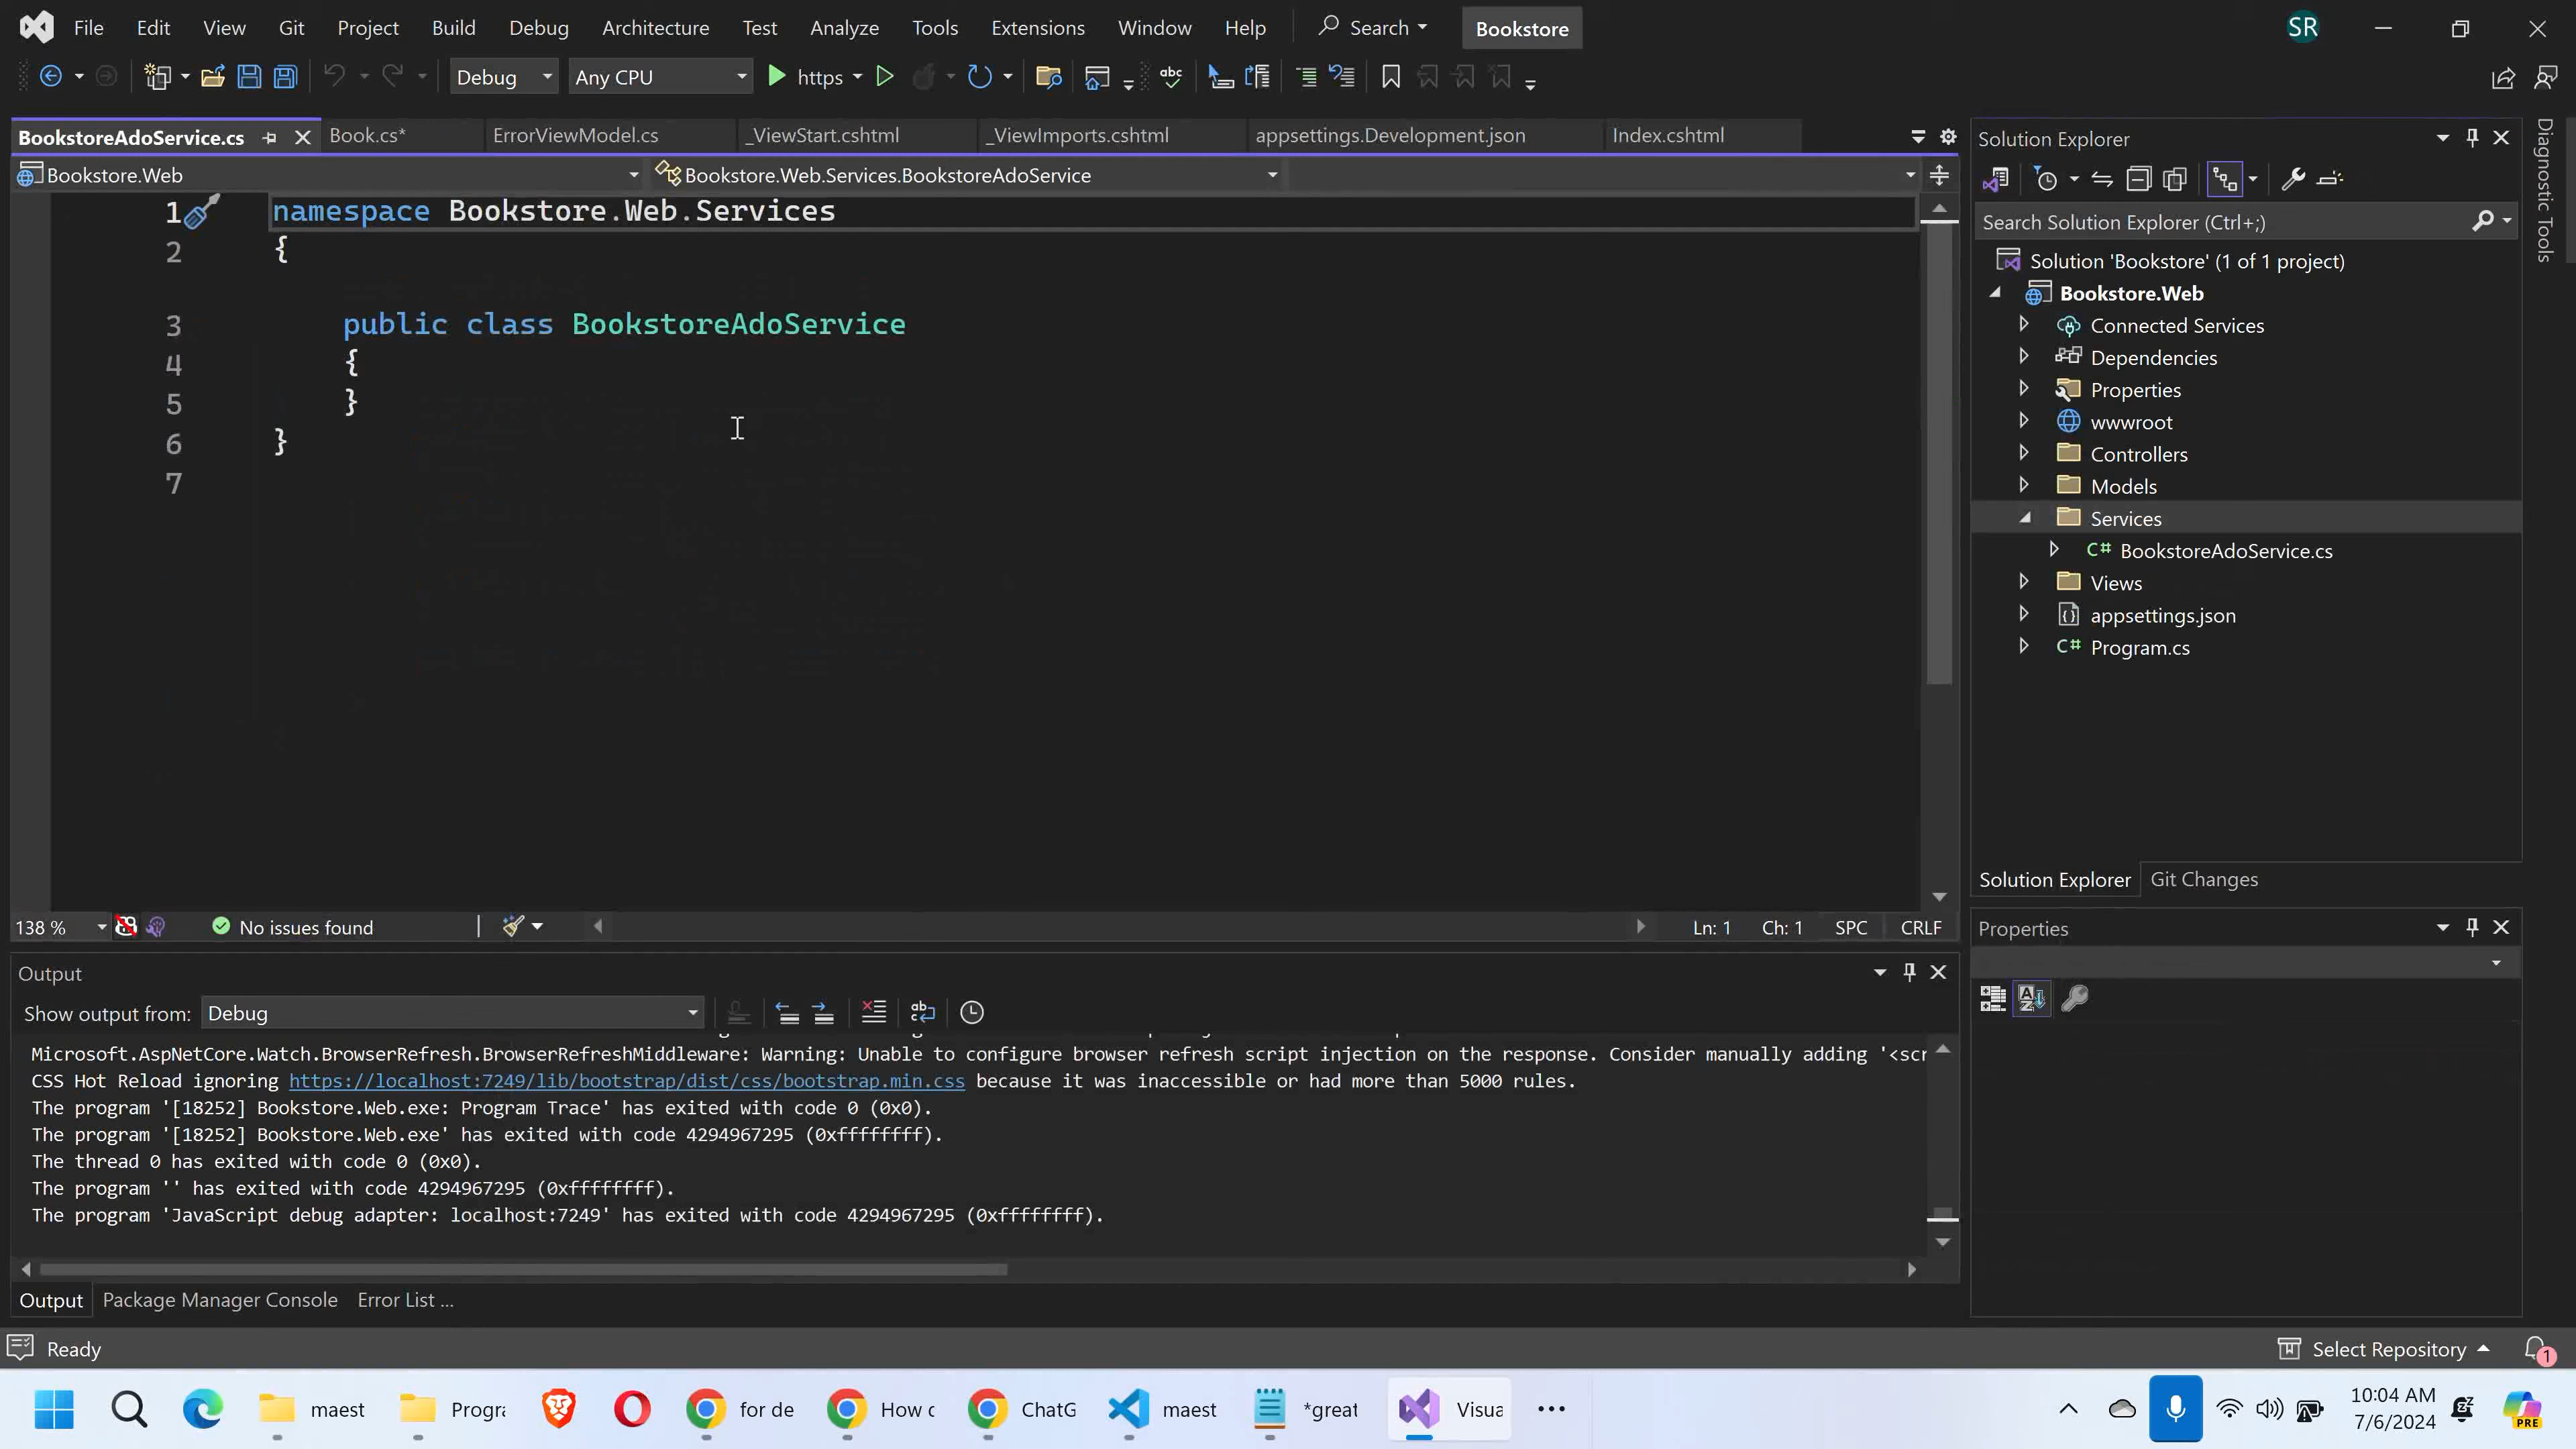 File Edit View Git Project Build Debug Architecture Test Analyze Tools Extensions Window Help Search Bookstore SR
Debug Any CPU https
BookstoreAdoService.cs Book.cs* ErrorViewModel.cs _ViewStart.cshtml _ViewImports.cshtml appsettings.Development.json Index.cshtml
Bookstore.Web Bookstore.Web.Services.BookstoreAdoService
1 namespace Bookstore.Web.Services
2 {
3 public class BookstoreAdoService
4 {
5 }
6 }
7
138 % No issues found Ln: 1 Ch: 1 SPC CRLF
Output
Show output from: Debug
Microsoft.AspNetCore.Watch.BrowserRefresh.BrowserRefreshMiddleware: Warning: Unable to configure browser refresh script injection on the response. Consider manually adding '<scr
CSS Hot Reload ignoring https://localhost:7249/lib/bootstrap/dist/css/bootstrap.min.css because it was inaccessible or had more than 5000 rules.
The program '[18252] Bookstore.Web.exe: Program Trace' has exited with code 0 (0x0).
The program '[18252] Bookstore.Web.exe' has exited with code 4294967295 (0xffffffff).
The thread 0 has exited with code 0 (0x0).
The program '' has exited with code 4294967295 (0xffffffff).
The program 'JavaScript debug adapter: localhost:7249' has exited with code 4294967295 (0xffffffff).
Output Package Manager Console Error List ...
Solution Explorer
Search Solution Explorer (Ctrl+;)
Solution 'Bookstore' (1 of 1 project)
Bookstore.Web
Connected Services
Dependencies
Properties
wwwroot
Controllers
Models
Services
C# BookstoreAdoService.cs
Views
appsettings.json
C# Program.cs
Solution Explorer Git Changes
Properties
Diagnostic Tools
Ready Select Repository 1
maest Progra for de How c ChatG maest *great Visua
10:04 AM
7/6/2024
PRE